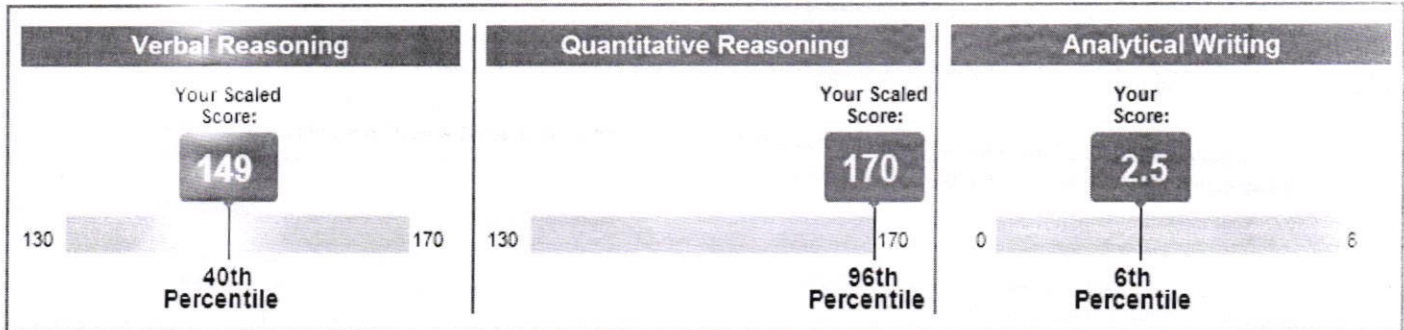 Verbal Reasoning
Your Scaled
Score:
149
130
170
40th
Percentile
Quantitative Reasoning
Your Scaled
Score:
170
130
170
96th
Percentile
Analytical Writing
Your
Score:
2.5
0
6
6th
Percentile